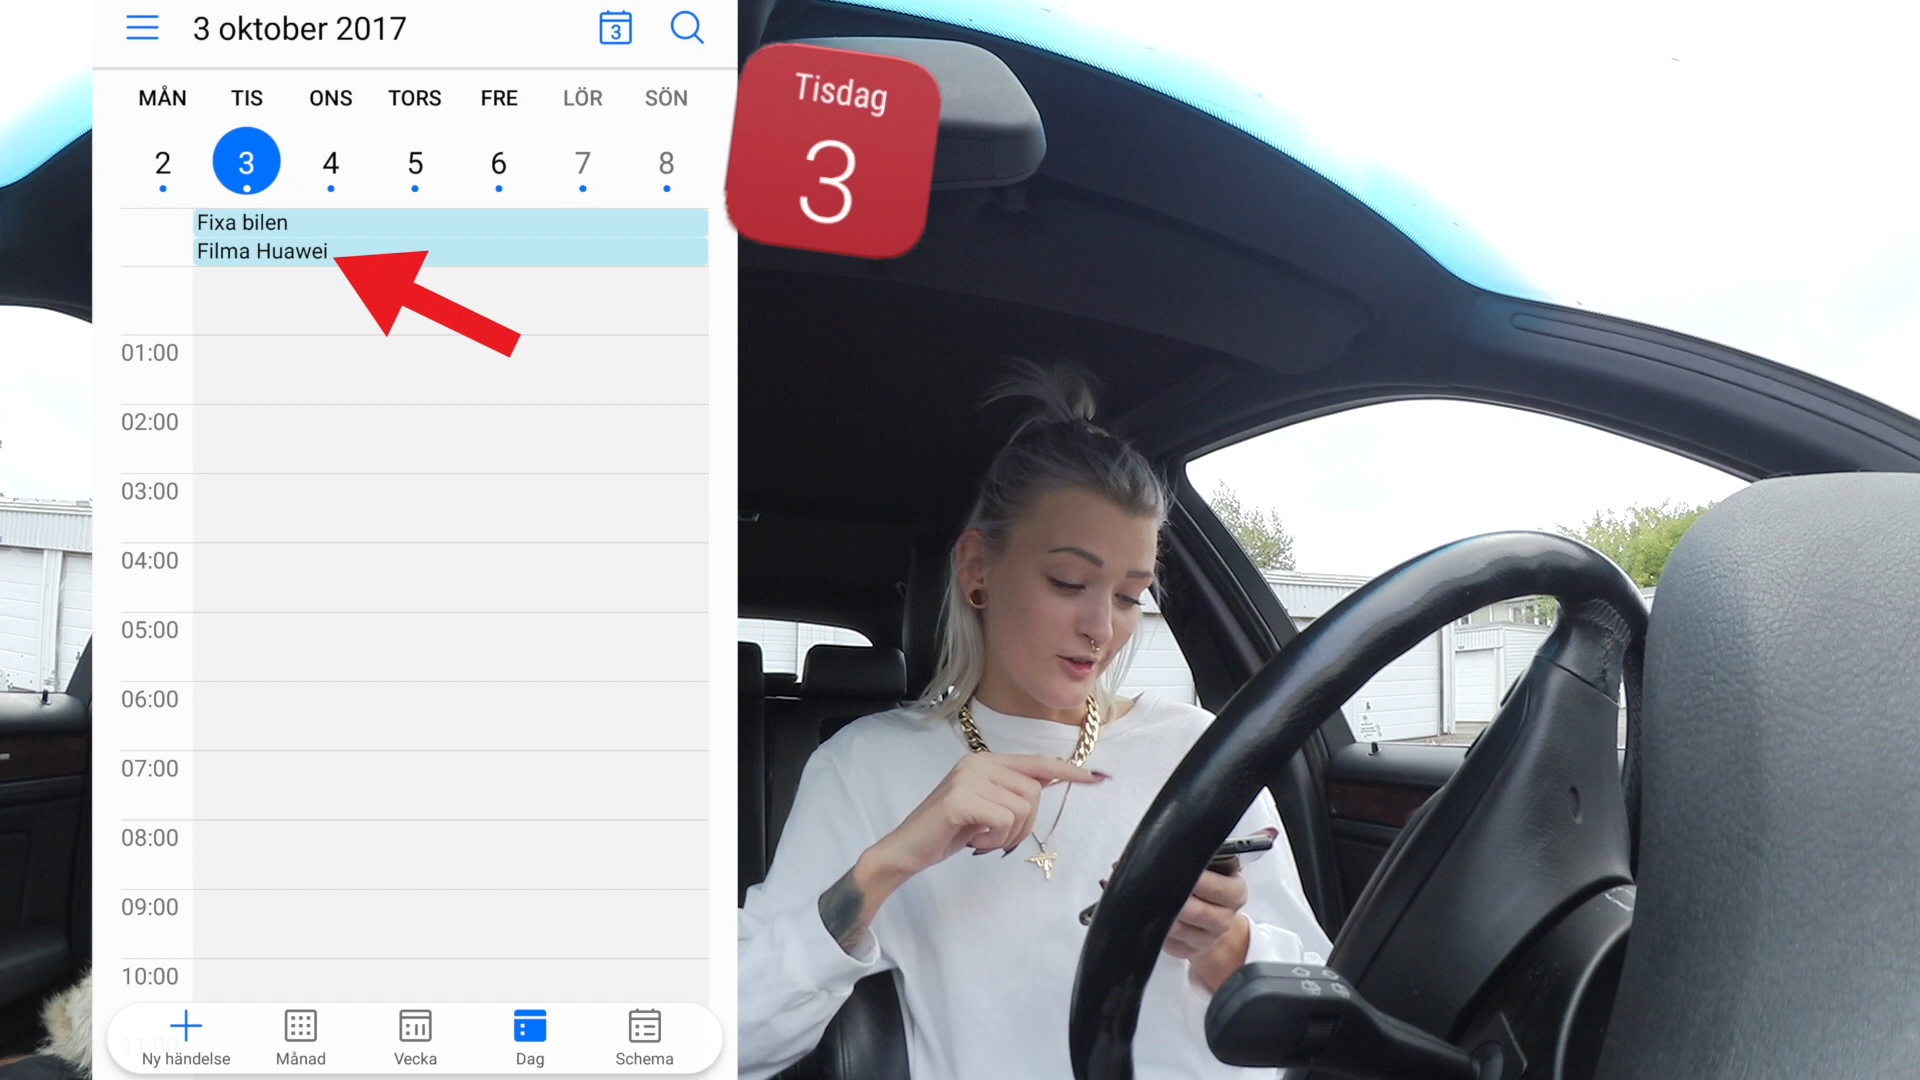 3 oktober 2017
3
MÅN TIS ONS TORS FRE LÖR SÖN
2 3 4 5 6 7 8
Fixa bilen
Filma Huawei
01:00
02:00
03:00
04:00
05:00
06:00
07:00
08:00
09:00
10:00
11:00
Ny händelse Månad Vecka Dag Schema
Tisdag
3